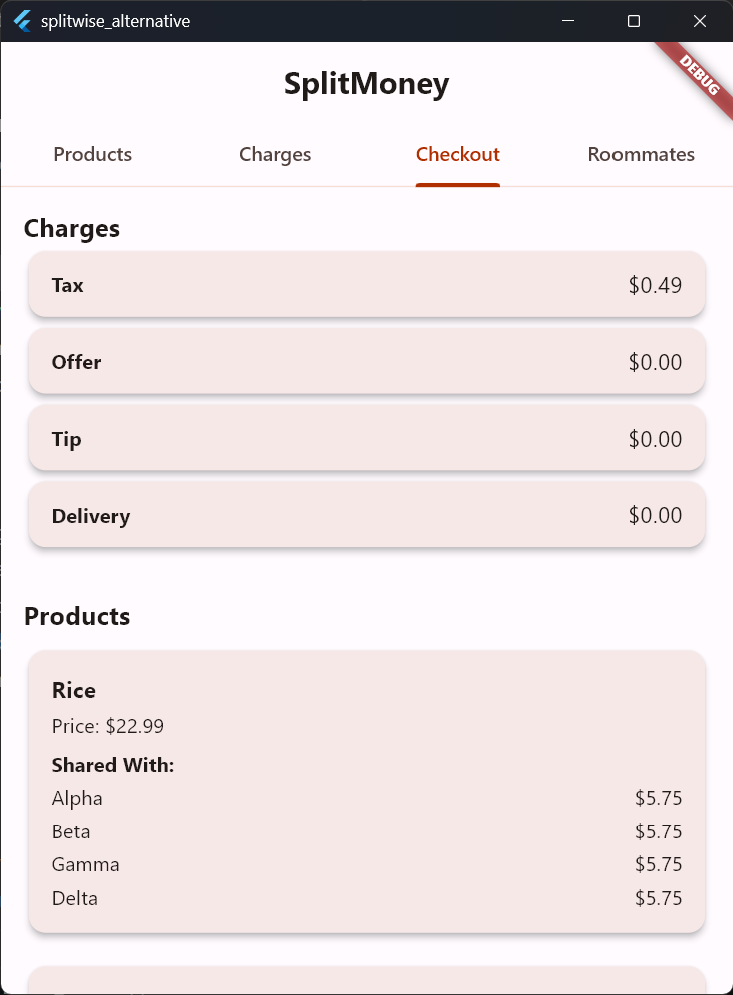 splitwise_alternative
DEBUG
SplitMoney
Products Charges Checkout Roommates
Charges
Tax $0.49
Offer $0.00
Tip $0.00
Delivery $0.00
Products
Rice
Price: $22.99
Shared With:
Alpha $5.75
Beta $5.75
Gamma $5.75
Delta $5.75